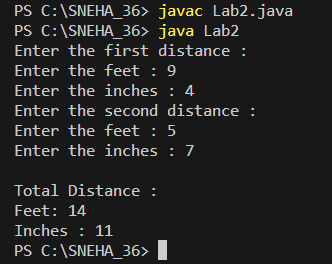 PS C:\SNEHA_36> javac Lab2.java
PS C:\SNEHA_36> java Lab2
Enter the first distance :
Enter the feet : 9
Enter the inches : 4
Enter the second distance :
Enter the feet : 5
Enter the inches : 7

Total Distance :
Feet: 14
Inches : 11
PS C:\SNEHA_36>